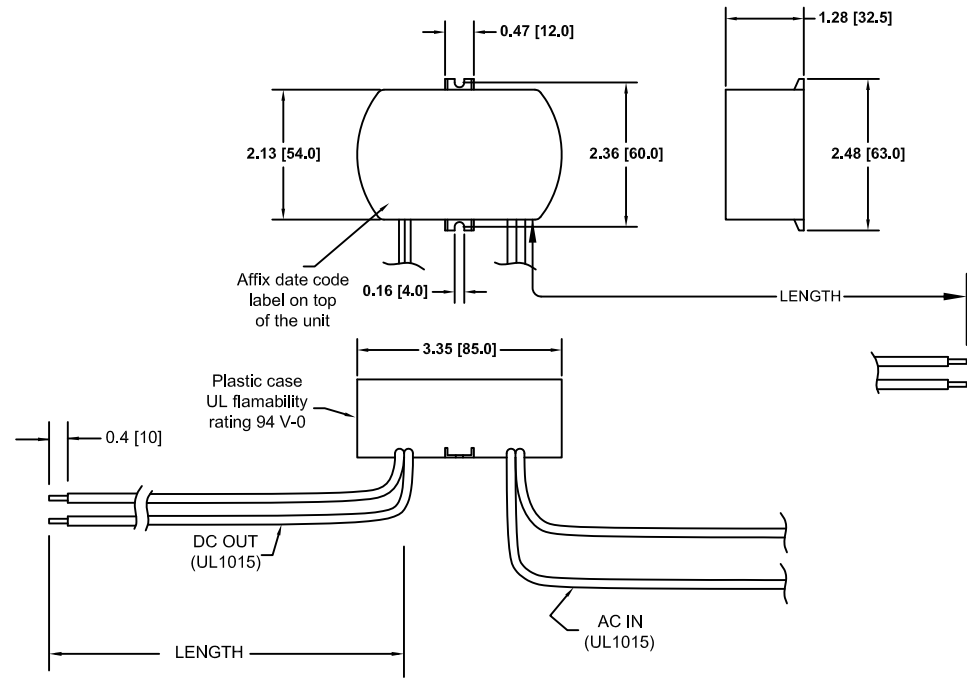 0.47 [12.0]
1.28 [32.5]
2.13 [54.0]
2.36 [60.0]
2.48 [63.0]
Affix date code
label on top
of the unit
0.16 [4.0]
LENGTH
3.35 [85.0]
Plastic case
UL flamability
rating 94 V-0
0.4 [10]
DC OUT
(UL1015)
AC IN
(UL1015)
LENGTH